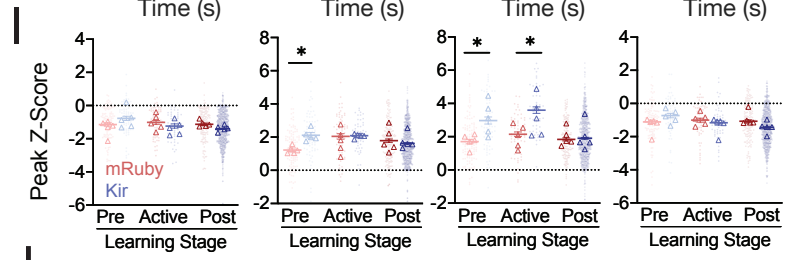 I
Time (s) Time (s) Time (s) Time (s)
Peak Z-Score
4 2 0 -2 -4 -6
mRuby
Kir
Pre Active Post
Learning Stage
8 6 4 2 0 -2
*
Pre Active Post
Learning Stage
8 6 4 2 0 -2
* *
Pre Active Post
Learning Stage
4 2 0 -2 -4 -6
Pre Active Post
Learning Stage